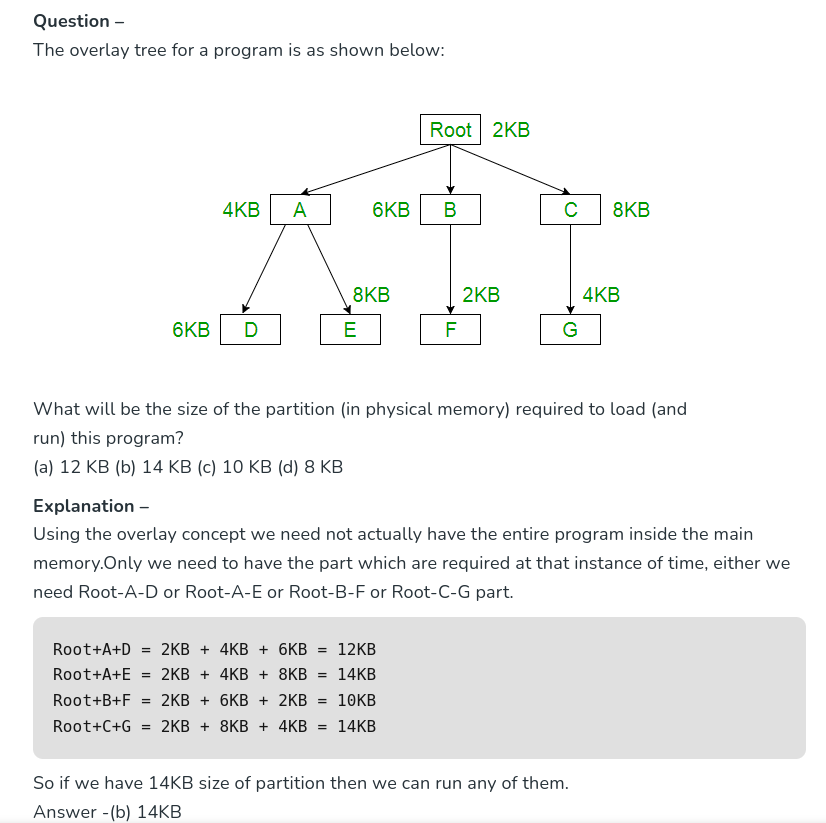 Question –
The overlay tree for a program is as shown below:
Root 2KB
4KB A 6KB B C 8KB
8KB 2KB 4KB
6KB D E F G
What will be the size of the partition (in physical memory) required to load (and
run) this program?
(a) 12 KB (b) 14 KB (c) 10 KB (d) 8 KB
Explanation –
Using the overlay concept we need not actually have the entire program inside the main
memory.Only we need to have the part which are required at that instance of time, either we
need Root-A-D or Root-A-E or Root-B-F or Root-C-G part.
Root+A+D = 2KB + 4KB + 6KB = 12KB
Root+A+E = 2KB + 4KB + 8KB = 14KB
Root+B+F = 2KB + 6KB + 2KB = 10KB
Root+C+G = 2KB + 8KB + 4KB = 14KB
So if we have 14KB size of partition then we can run any of them.
Answer -(b) 14KB